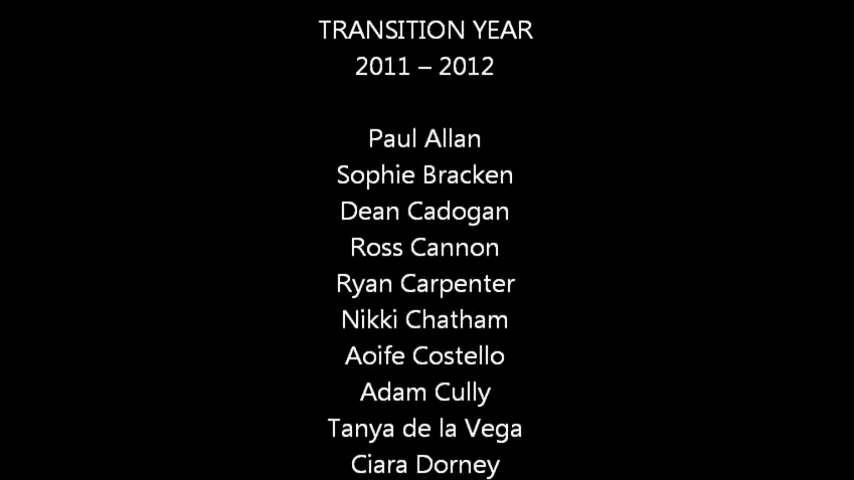 TRANSITION YEAR
2011 – 2012
Paul Allan
Sophie Bracken
Dean Cadogan
Ross Cannon
Ryan Carpenter
Nikki Chatham
Aoife Costello
Adam Cully
Tanya de la Vega
Ciara Dorney